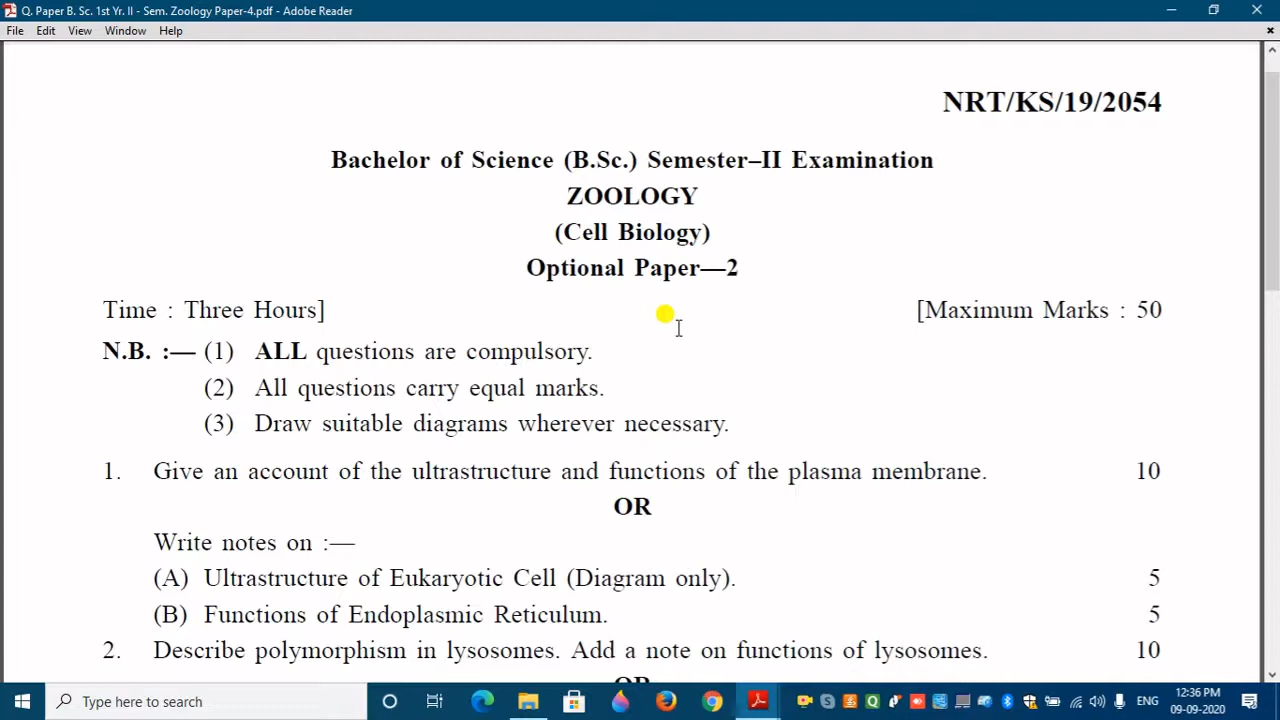 Q. Paper B. Sc. 1st Yr. II - Sem. Zoology Paper-4.pdf - Adobe Reader
File Edit View Window Help
NRT/KS/19/2054
Bachelor of Science (B.Sc.) Semester–II Examination
ZOOLOGY
(Cell Biology)
Optional Paper—2
Time : Three Hours] [Maximum Marks : 50
N.B. :— (1) ALL questions are compulsory.
(2) All questions carry equal marks.
(3) Draw suitable diagrams wherever necessary.
1. Give an account of the ultrastructure and functions of the plasma membrane. 10
OR
Write notes on :—
(A) Ultrastructure of Eukaryotic Cell (Diagram only). 5
(B) Functions of Endoplasmic Reticulum. 5
2. Describe polymorphism in lysosomes. Add a note on functions of lysosomes. 10
OR
Type here to search ENG 12:36 PM
09-09-2020